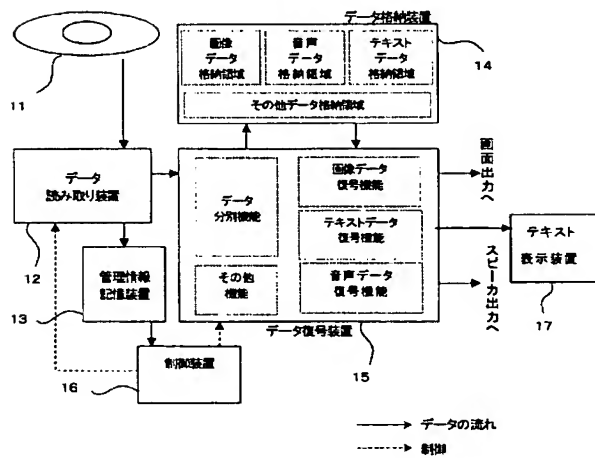 データ格納装置
画像
データ
格納領域
音声
データ
格納領域
テキスト
データ
格納領域
その他データ格納領域
14
11
データ
読み取り装置
12
管理情報
記憶装置
13
制御装置
16
データ
分別機能
その他
機能
画像データ
復号機能
テキストデータ
復号機能
音声データ
復号機能
データ復号装置
15
画面出力へ
スピーカ出力へ
テキスト
表示装置
17
データの流れ
制御